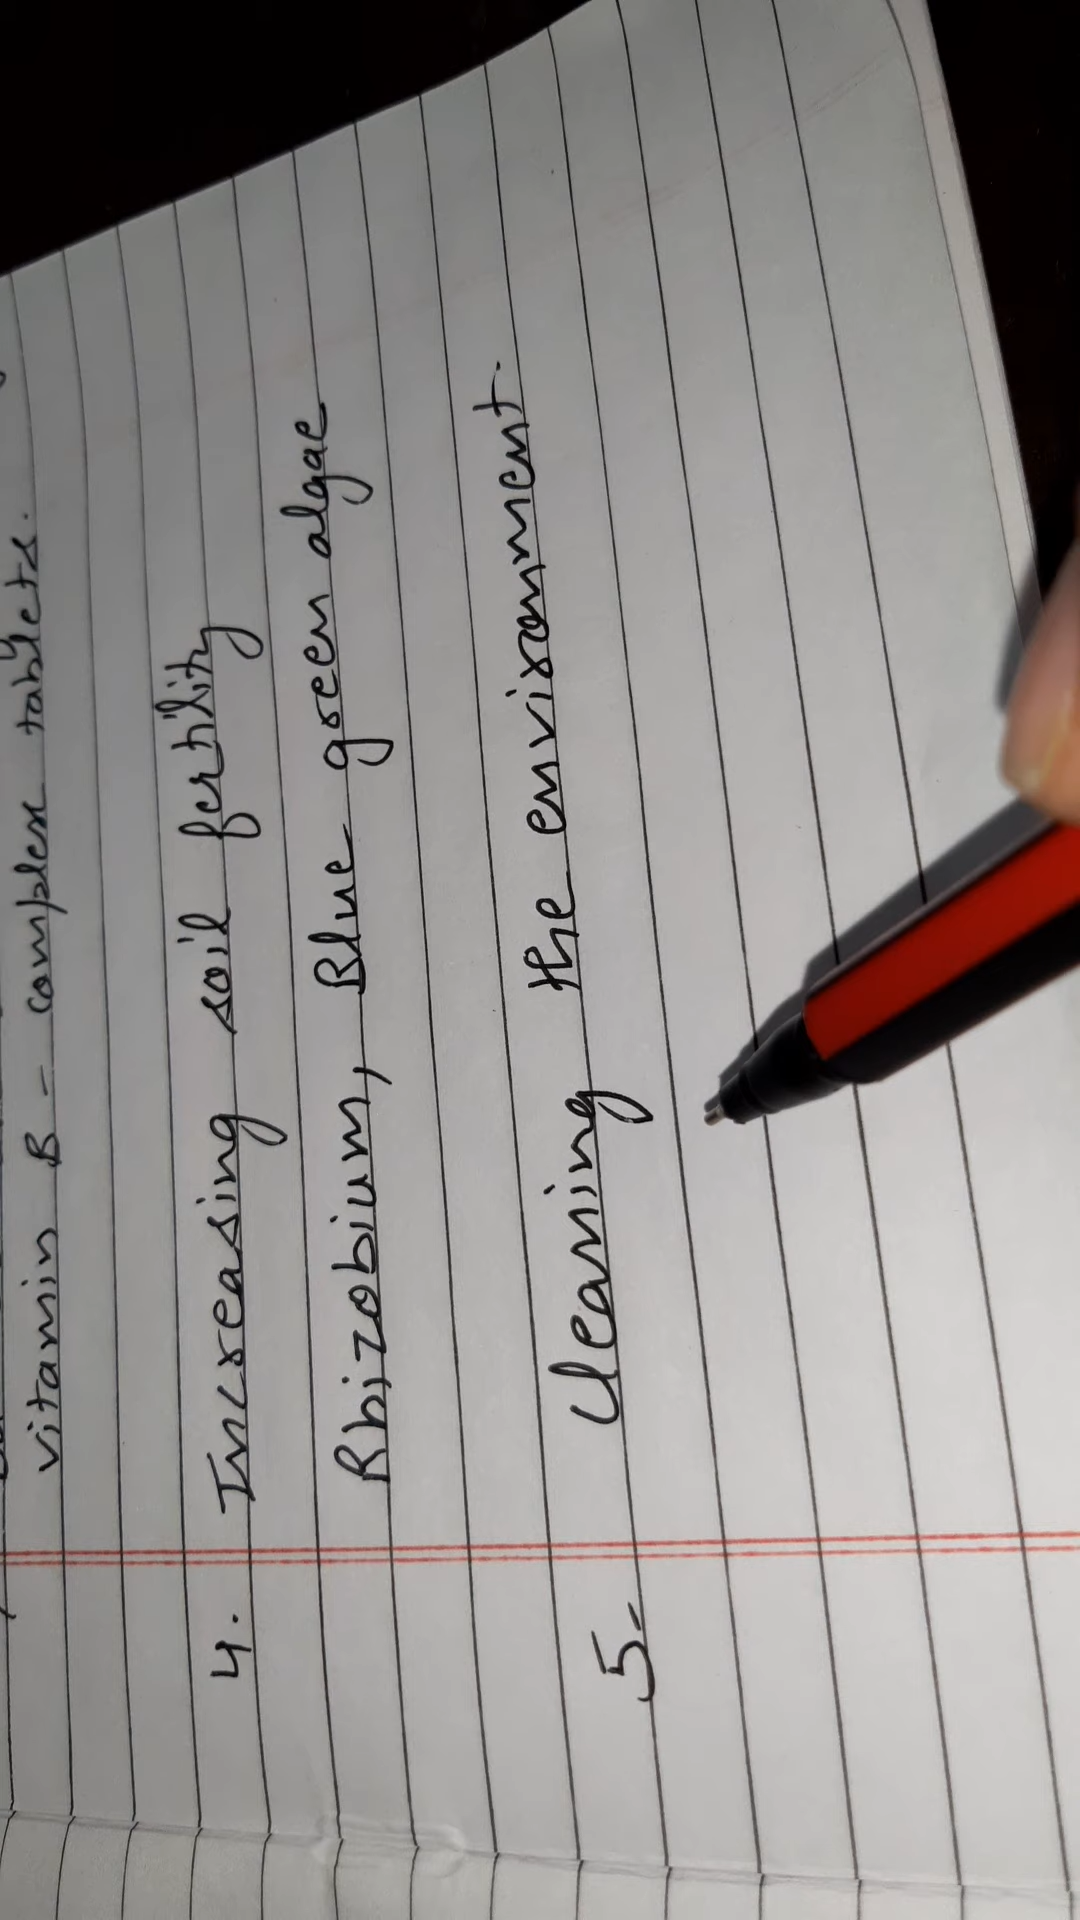 vitamin B - complex tablets.
4. Increasing soil fertility
Rhizobium, Blue green algae
5. Cleaning the environment.